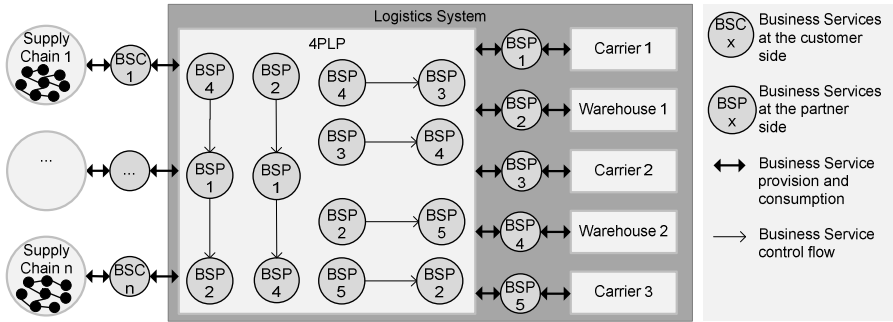 Logistics System
4PLP
Supply
Chain 1
BSC
1
...
...
Supply
Chain n
BSC
n
BSP
4
BSP
1
BSP
2
BSP
2
BSP
1
BSP
4
BSP
4
BSP
3
BSP
3
BSP
4
BSP
2
BSP
5
BSP
5
BSP
2
BSP
1
Carrier 1
BSP
2
Warehouse 1
BSP
3
Carrier 2
BSP
4
Warehouse 2
BSP
5
Carrier 3
BSC
x
Business Services
at the customer
side
BSP
x
Business Services
at the partner
side
Business Service
provision and
consumption
Business Service
control flow